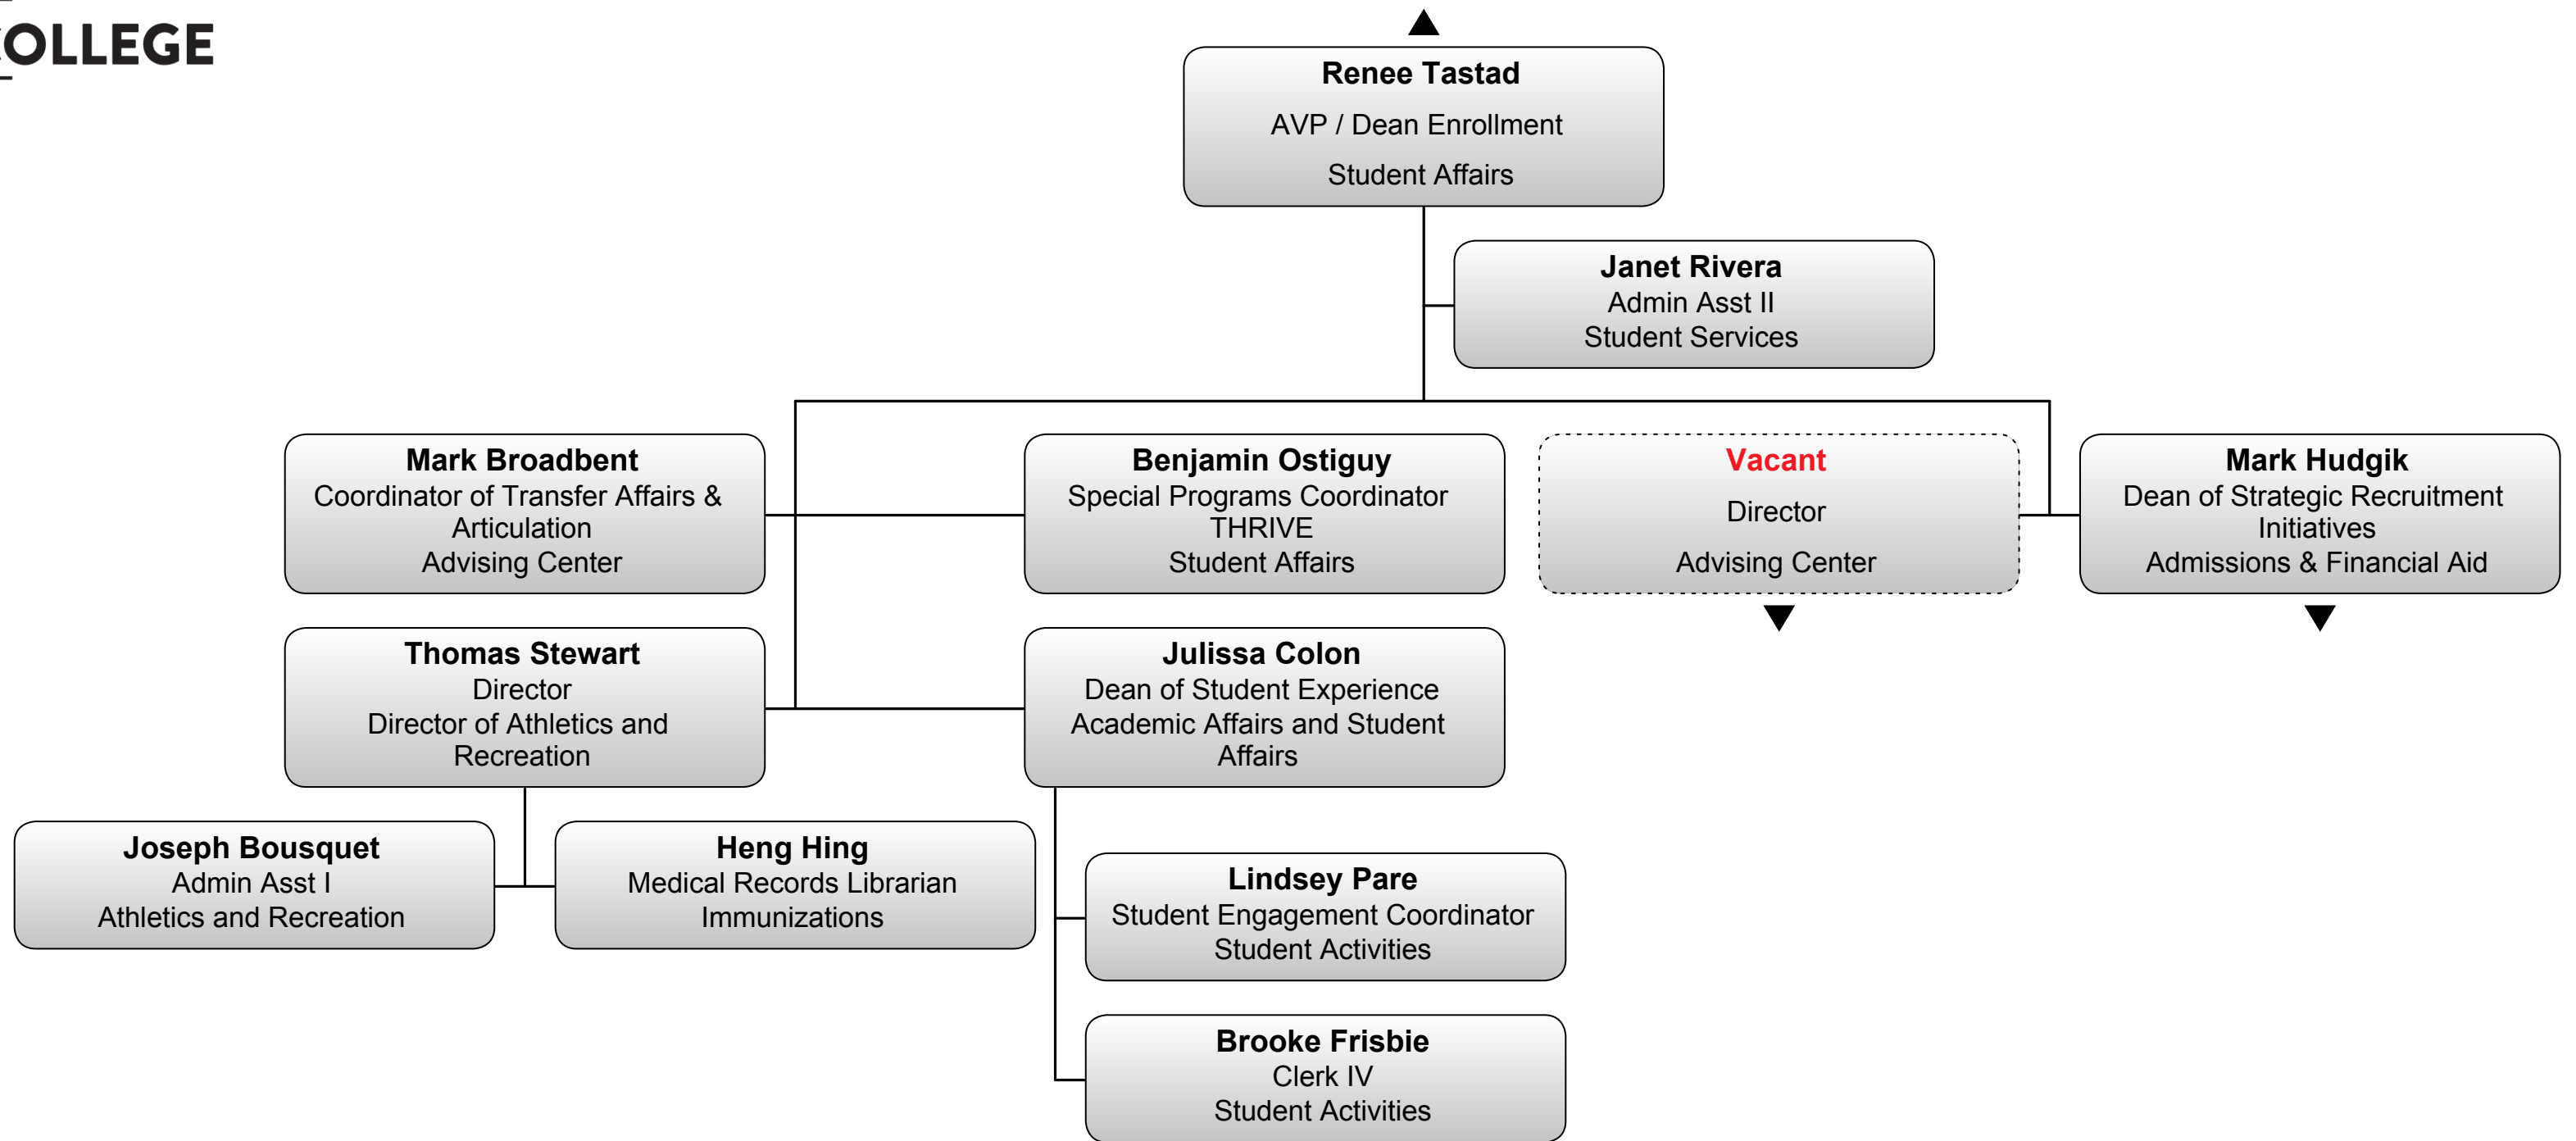 COLLEGE
Renee Tastad
AVP / Dean Enrollment
Student Affairs
Janet Rivera
Admin Asst II
Student Services
Mark Broadbent
Coordinator of Transfer Affairs &
Articulation
Advising Center
Benjamin Ostiguy
Special Programs Coordinator
THRIVE
Student Affairs
Vacant
Director
Advising Center
Mark Hudgik
Dean of Strategic Recruitment
Initiatives
Admissions & Financial Aid
Thomas Stewart
Director
Director of Athletics and
Recreation
Julissa Colon
Dean of Student Experience
Academic Affairs and Student
Affairs
Joseph Bousquet
Admin Asst I
Athletics and Recreation
Heng Hing
Medical Records Librarian
Immunizations
Lindsey Pare
Student Engagement Coordinator
Student Activities
Brooke Frisbie
Clerk IV
Student Activities